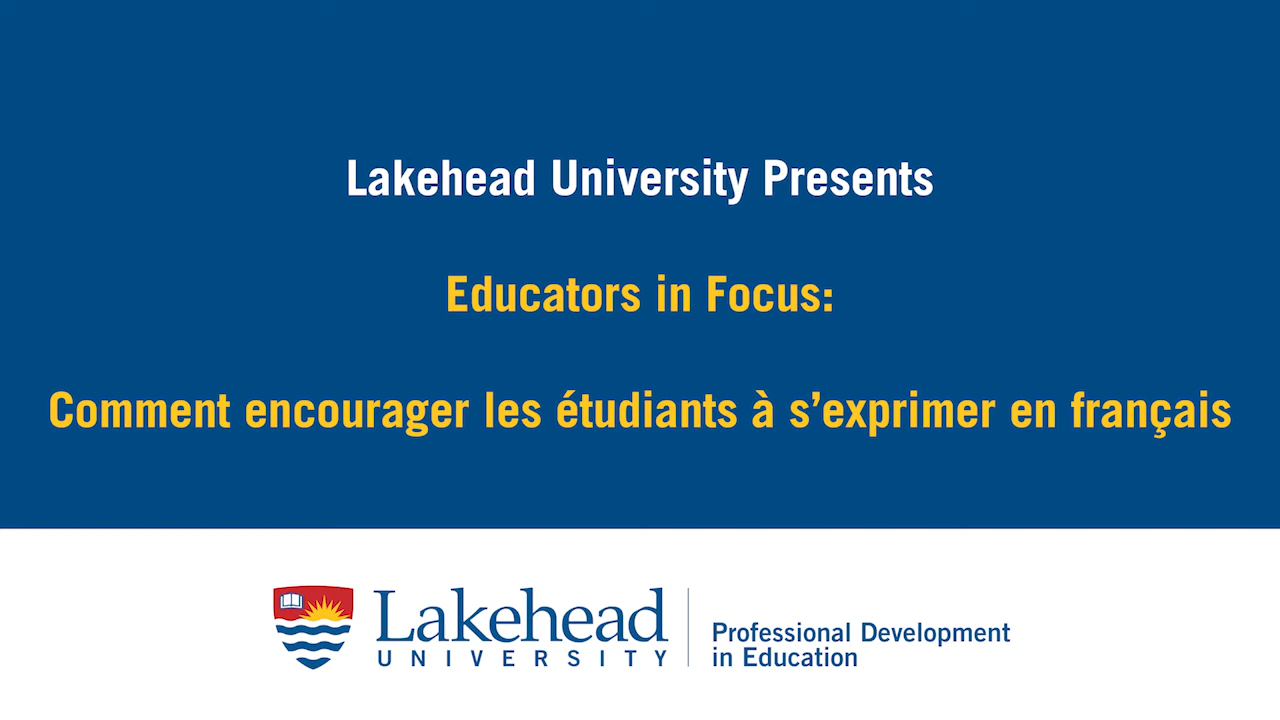 Lakehead University Presents
Educators in Focus:
Comment encourager les étudiants à s’exprimer en français
Lakehead
UNIVERSITY
Professional Development
in Education